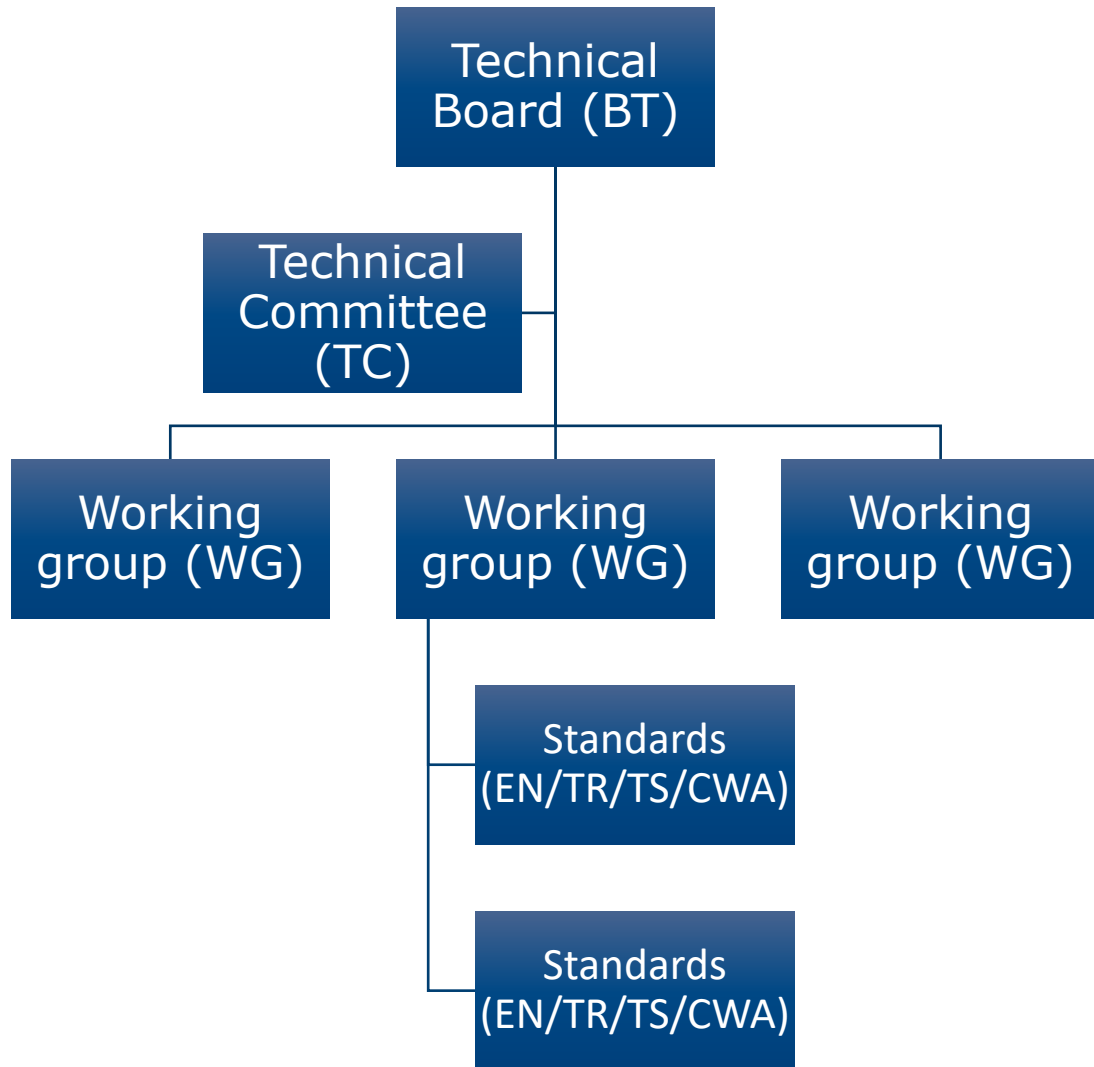 Technical
Board (BT)
Technical
Committee
(TC)
Working
group (WG)
Working
group (WG)
Working
group (WG)
Standards
(EN/TR/TS/CWA)
Standards
(EN/TR/TS/CWA)